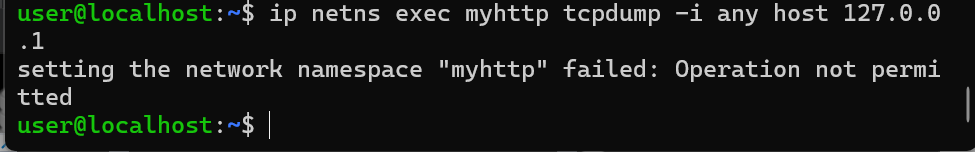 user@localhost:~$ ip netns exec myhttp tcpdump -i any host 127.0.0
.1
setting the network namespace "myhttp" failed: Operation not permi
tted
user@localhost:~$